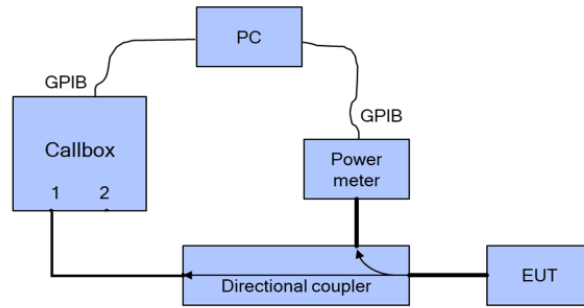 PC
GPIB
GPIB
Callbox
1 2
Power
meter
Directional coupler
EUT